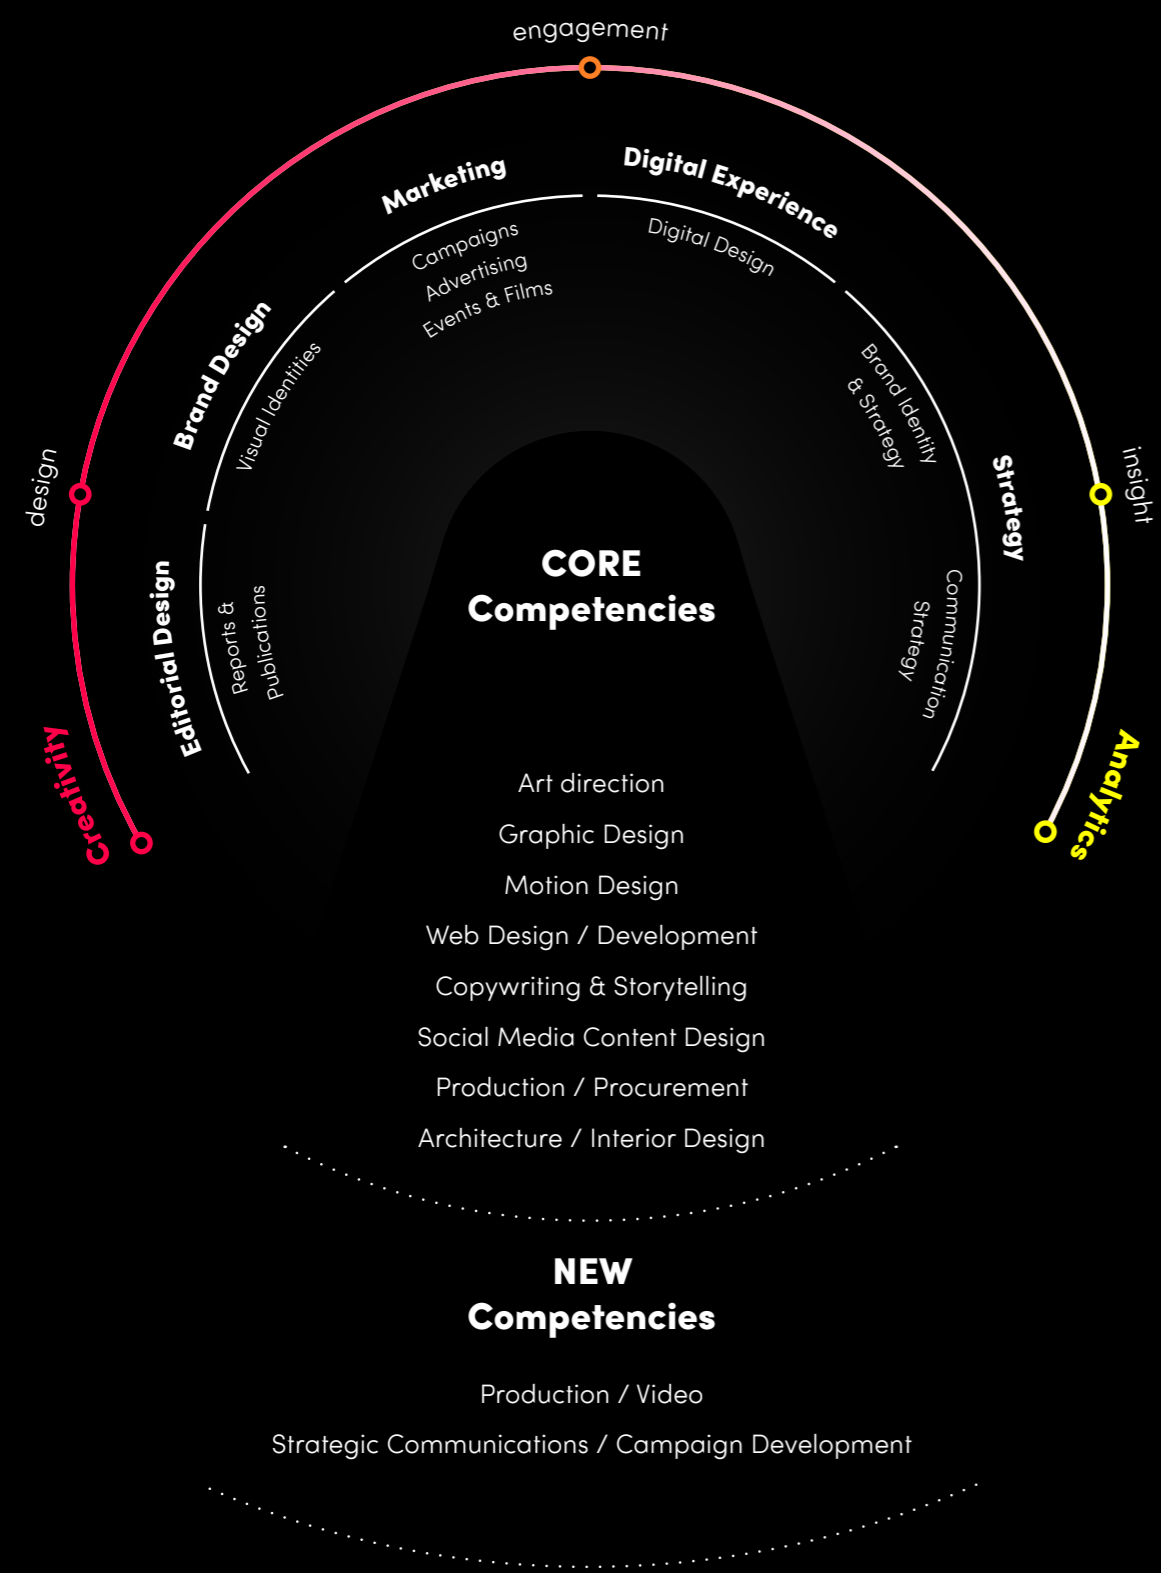 engagement
Marketing
Digital Experience
Campaigns
Advertising
Events & Films
Digital Design
Brand Design
Visual Identities
Brand Identity
& Strategy
design
insight
Strategy
Editorial Design
Reports &
Publications
Communication
Strategy
Creativity
Analytics
CORE
Competencies
Art direction
Graphic Design
Motion Design
Web Design / Development
Copywriting & Storytelling
Social Media Content Design
Production / Procurement
Architecture / Interior Design
NEW
Competencies
Production / Video
Strategic Communications / Campaign Development